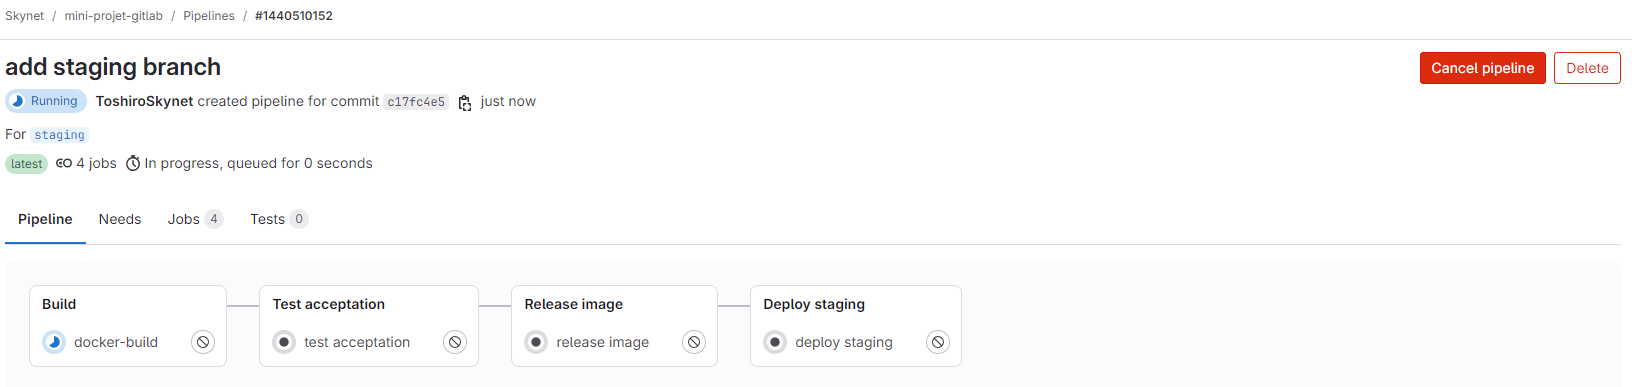 Skynet / mini-projet-gitlab / Pipelines / #1440510152
add staging branch
Cancel pipeline
Delete
Running ToshiroSkynet created pipeline for commit c17fc4e5 just now
For staging
latest 4 jobs In progress, queued for 0 seconds
Pipeline Needs Jobs 4 Tests 0
Build Test acceptation Release image Deploy staging
docker-build test acceptation release image deploy staging